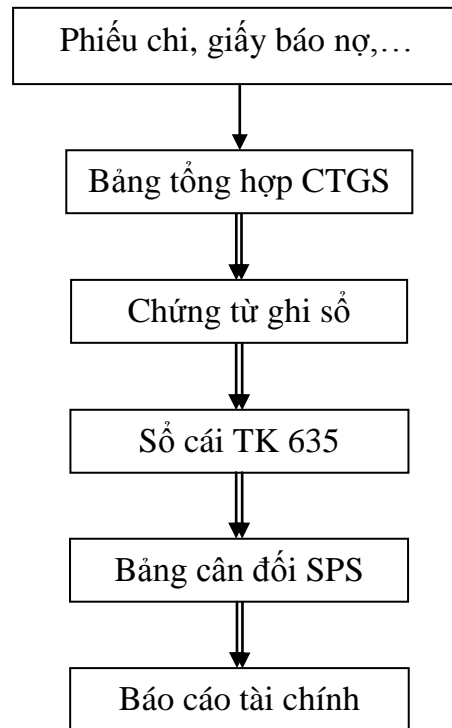 Phiếu chi, giấy báo nợ,…
Bảng tổng hợp CTGS
Chứng từ ghi sổ
Sổ cái TK 635
Bảng cân đối SPS
Báo cáo tài chính